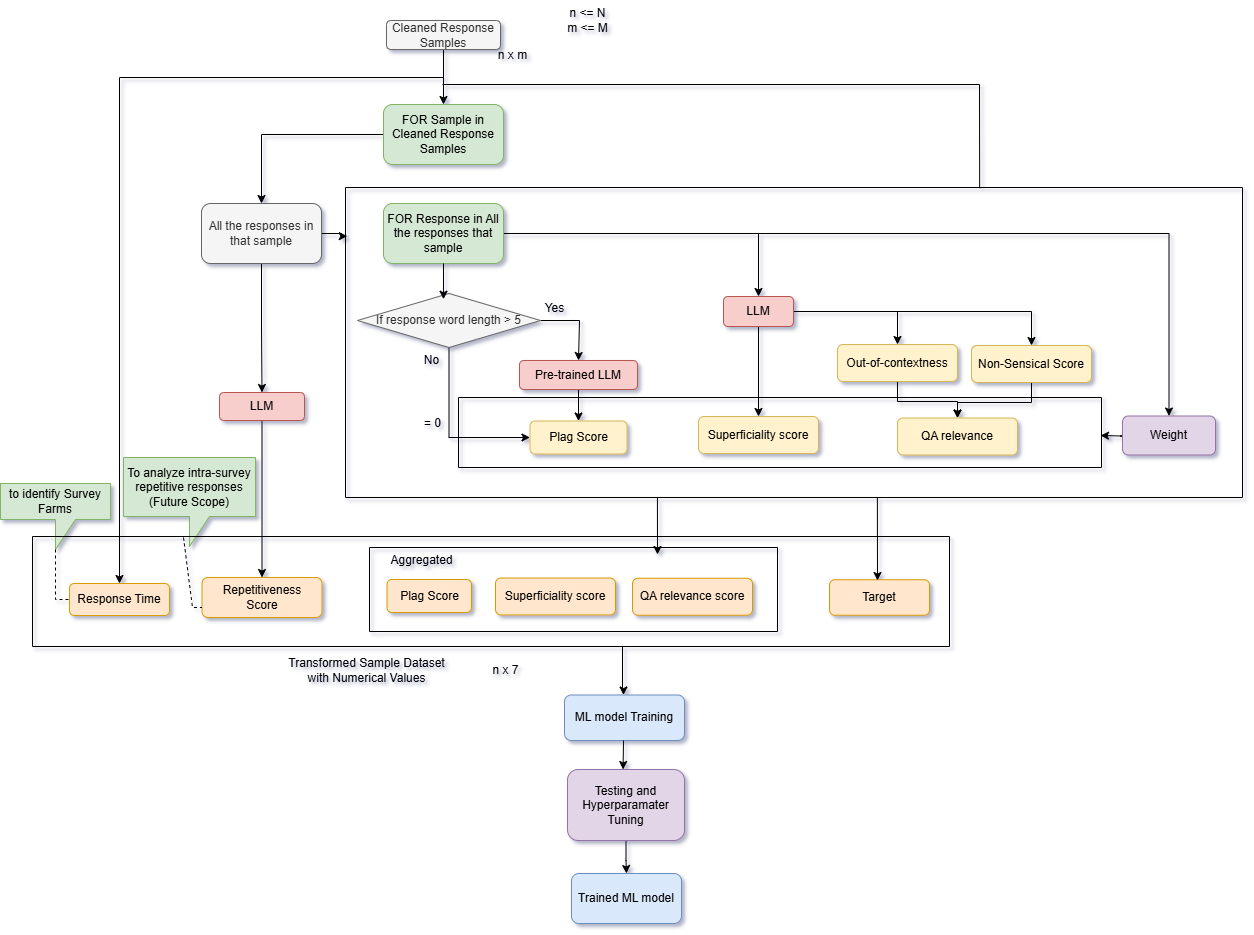 n <= N
m <= M
Cleaned Response
Samples
n x m
FOR Sample in
Cleaned Response
Samples
All the responses in
that sample
FOR Response in All
the responses that
sample
If response word length > 5
Yes
No
= 0
LLM
Pre-trained LLM
Out-of-contextness
Non-Sensical Score
LLM
Plag Score
Superficiality score
QA relevance
Weight
To analyze intra-survey
repetitive responses
(Future Scope)
to identify Survey
Farms
Response Time
Repetitiveness
Score
Aggregated
Plag Score
Superficiality score
QA relevance score
Target
Transformed Sample Dataset
with Numerical Values
n x 7
ML model Training
Testing and
Hyperparamater
Tuning
Trained ML model